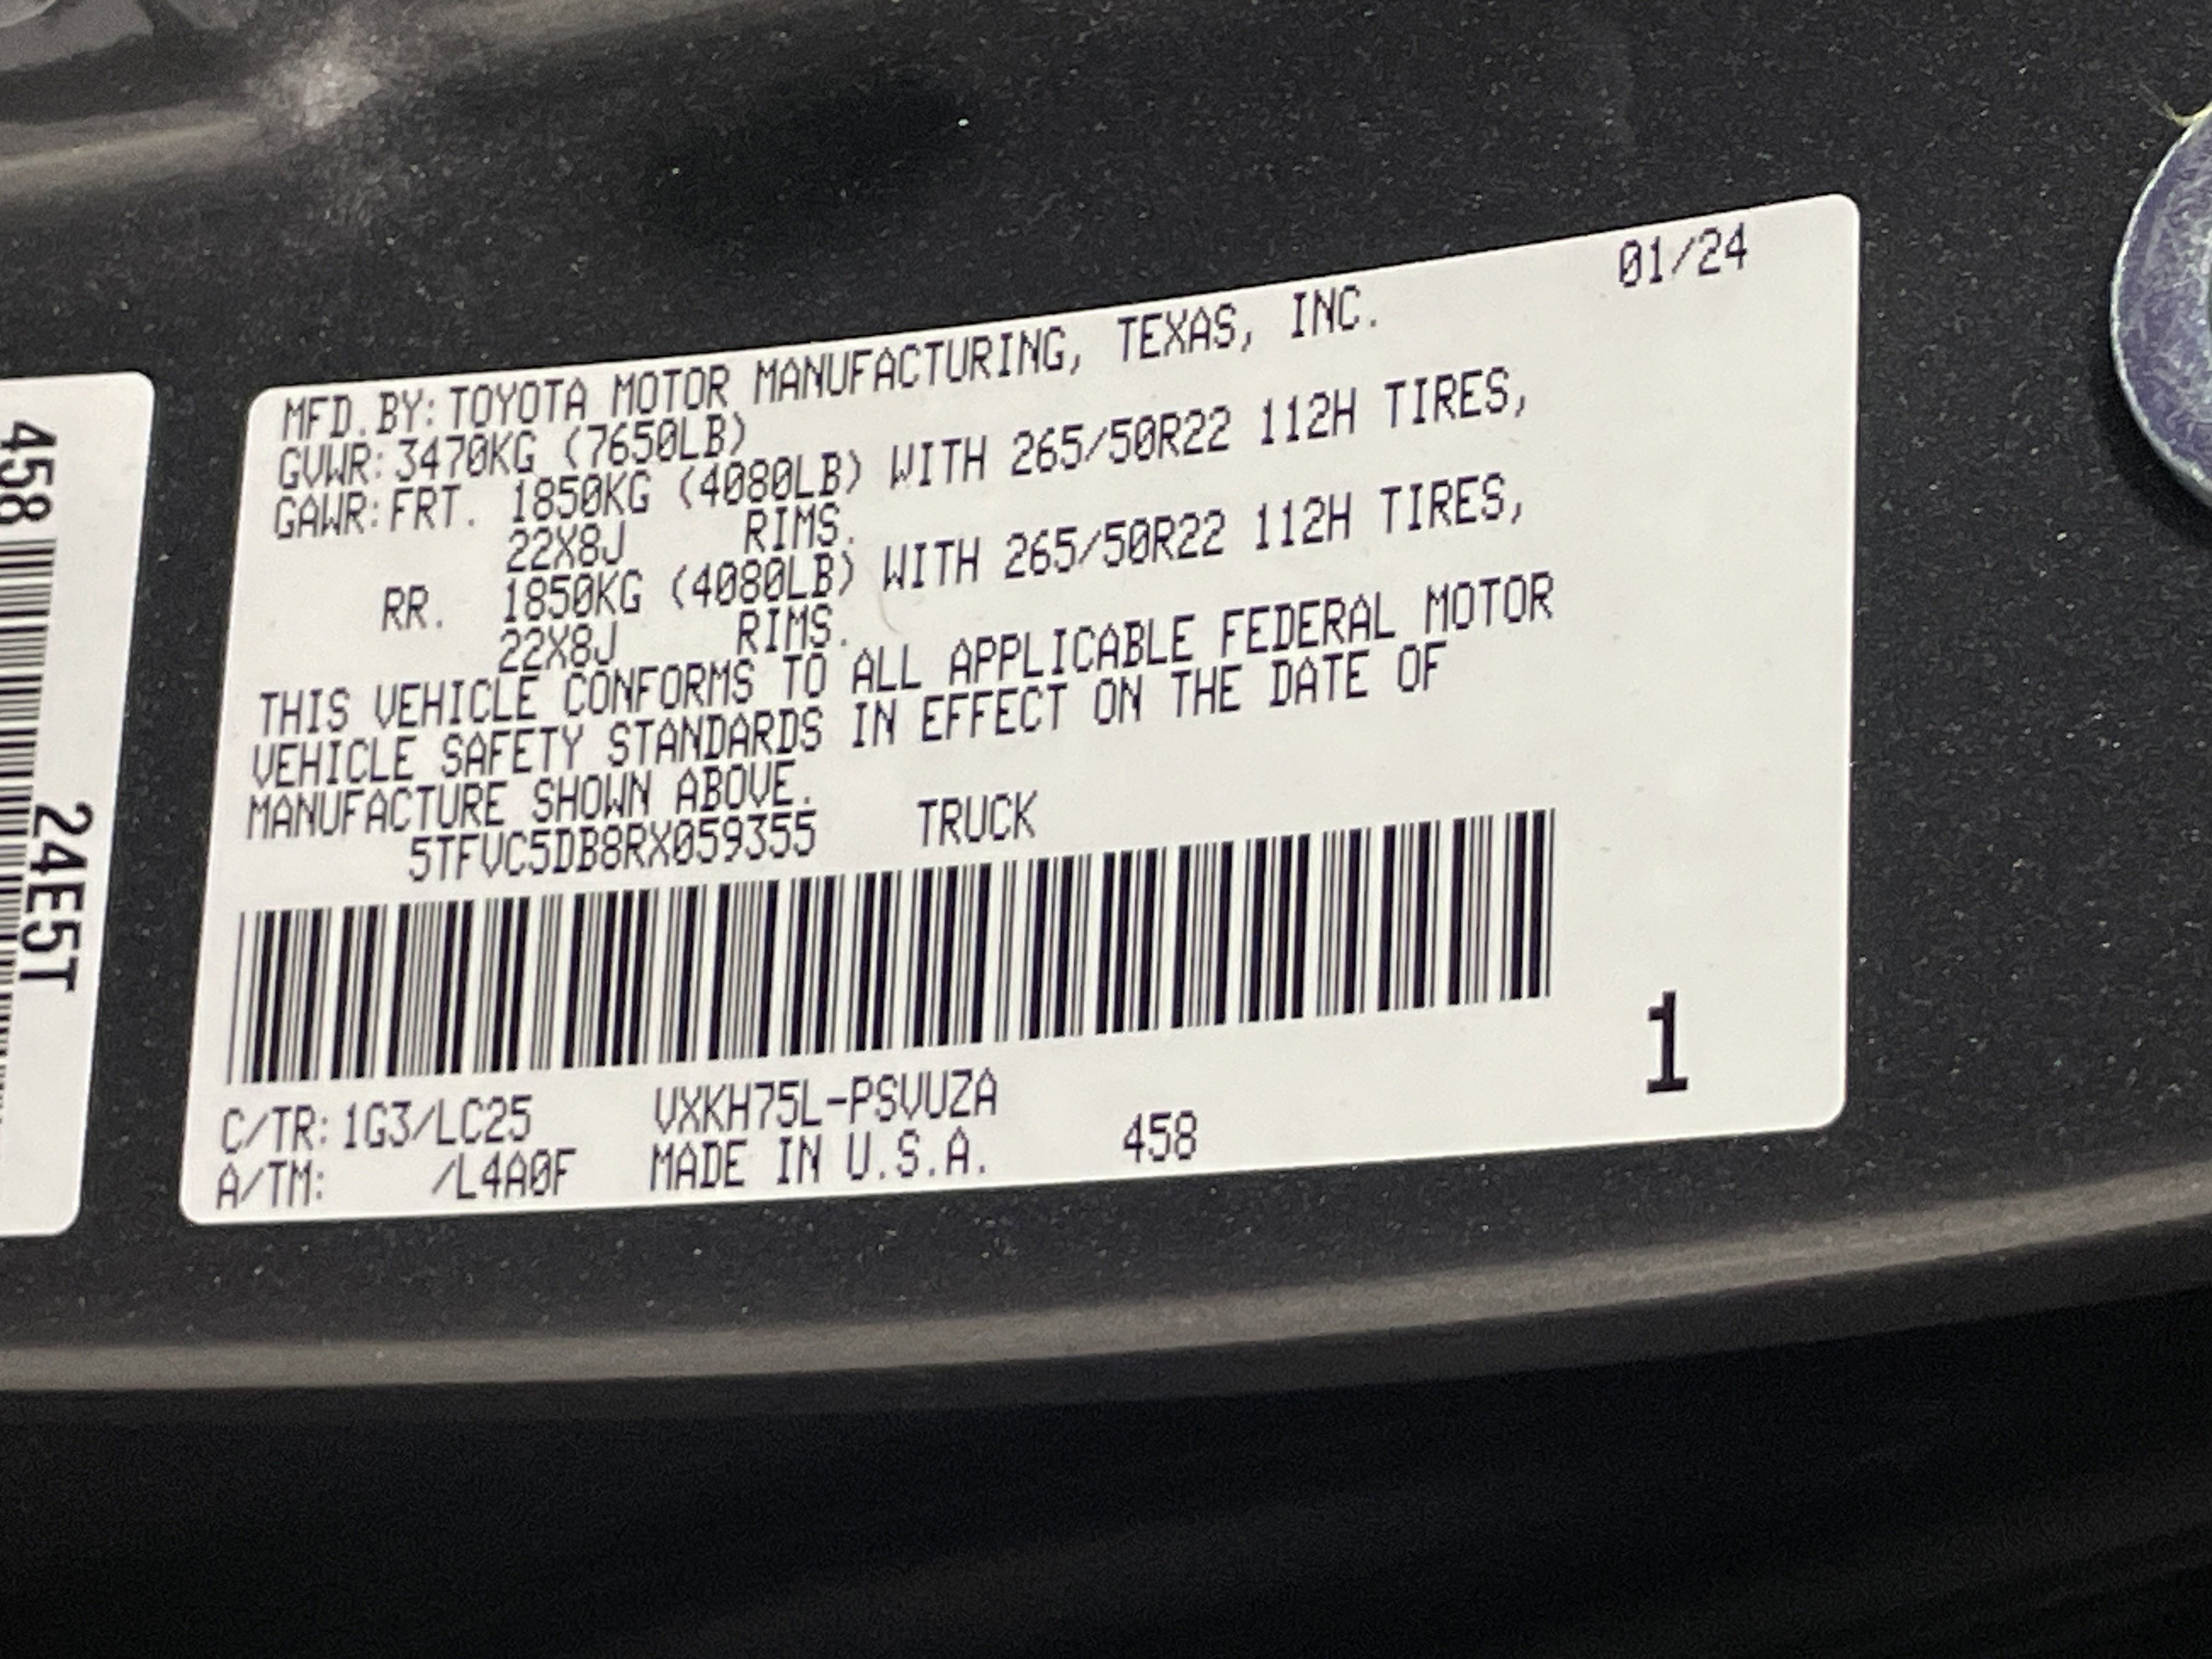 01/24
MFD.BY:TOYOTA MOTOR MANUFACTURING, TEXAS, INC.
GVWR:3470KG (7650LB)
GAWR:FRT. 1850KG (4080LB) WITH 265/50R22 112H TIRES,
22X8J RIMS.
RR. 1850KG (4080LB) WITH 265/50R22 112H TIRES,
22X8J RIMS.
THIS VEHICLE CONFORMS TO ALL APPLICABLE FEDERAL MOTOR
VEHICLE SAFETY STANDARDS IN EFFECT ON THE DATE OF
MANUFACTURE SHOWN ABOVE.
5TFVC5DB8RX059355 TRUCK
1
C/TR:1G3/LC25 VXKH75L-PSVUZA
A/TM: /L4A0F MADE IN U.S.A. 458
458
24E5T